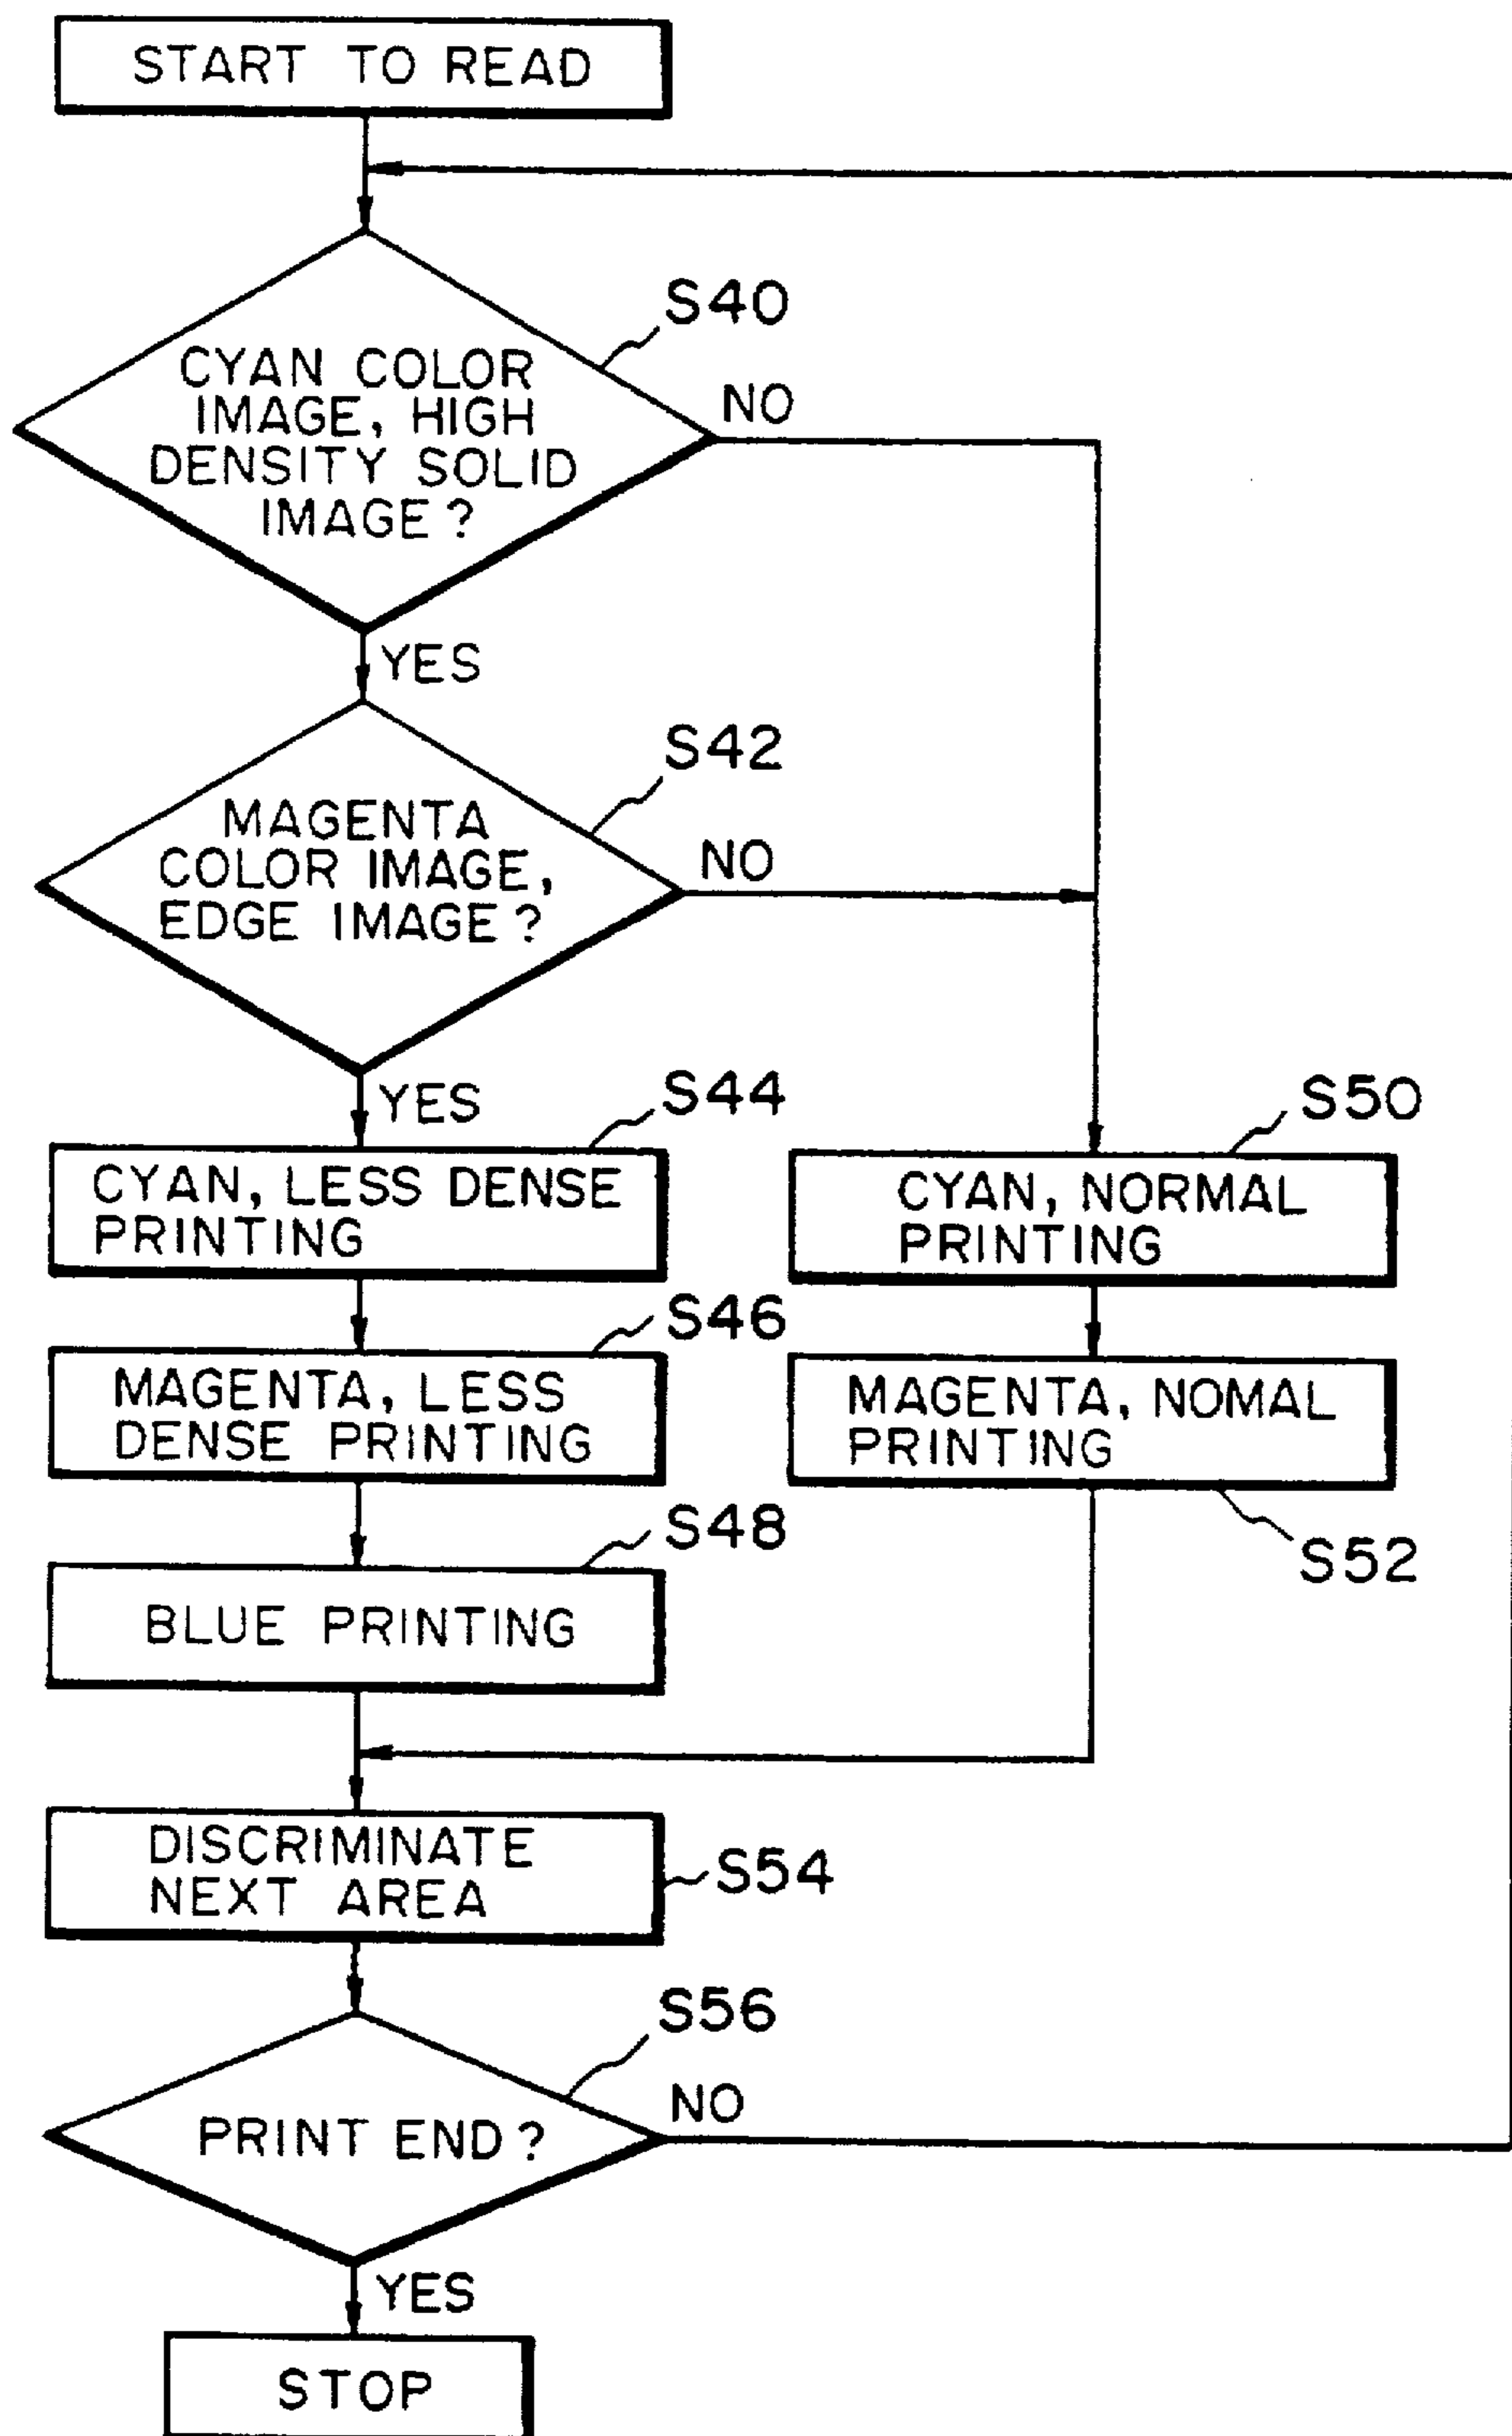 START TO READ
S40
CYAN COLOR
IMAGE, HIGH
DENSITY SOLID
IMAGE?
NO
YES
S42
MAGENTA
COLOR IMAGE,
EDGE IMAGE?
NO
YES
S44
CYAN, LESS DENSE
PRINTING
S50
CYAN, NORMAL
PRINTING
S46
MAGENTA, LESS
DENSE PRINTING
MAGENTA, NOMAL
PRINTING
S52
S48
BLUE PRINTING
DISCRIMINATE
NEXT AREA
S54
S56
PRINT END?
NO
YES
STOP